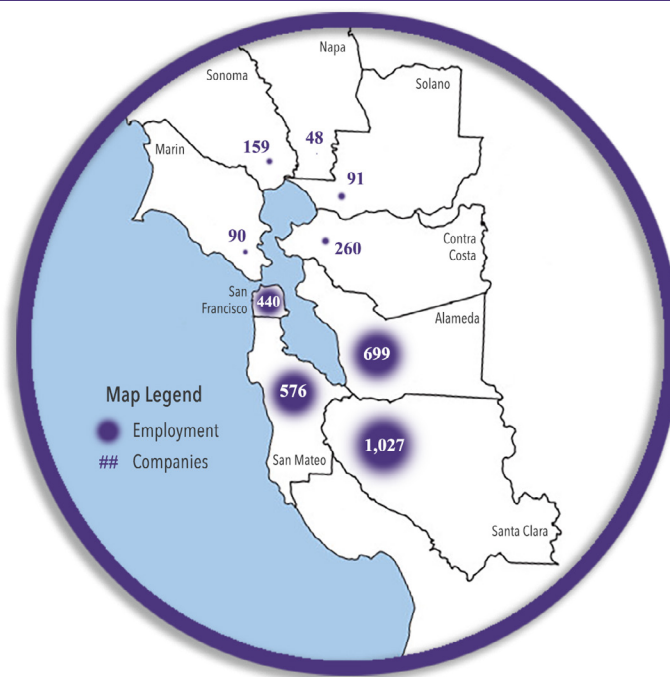 Napa
Sonoma
Solano
48
159
Marin
91
90
260
Contra
Costa
San
Francisco
440
Alameda
699
576
Map Legend
Employment
## Companies
1,027
San Mateo
Santa Clara